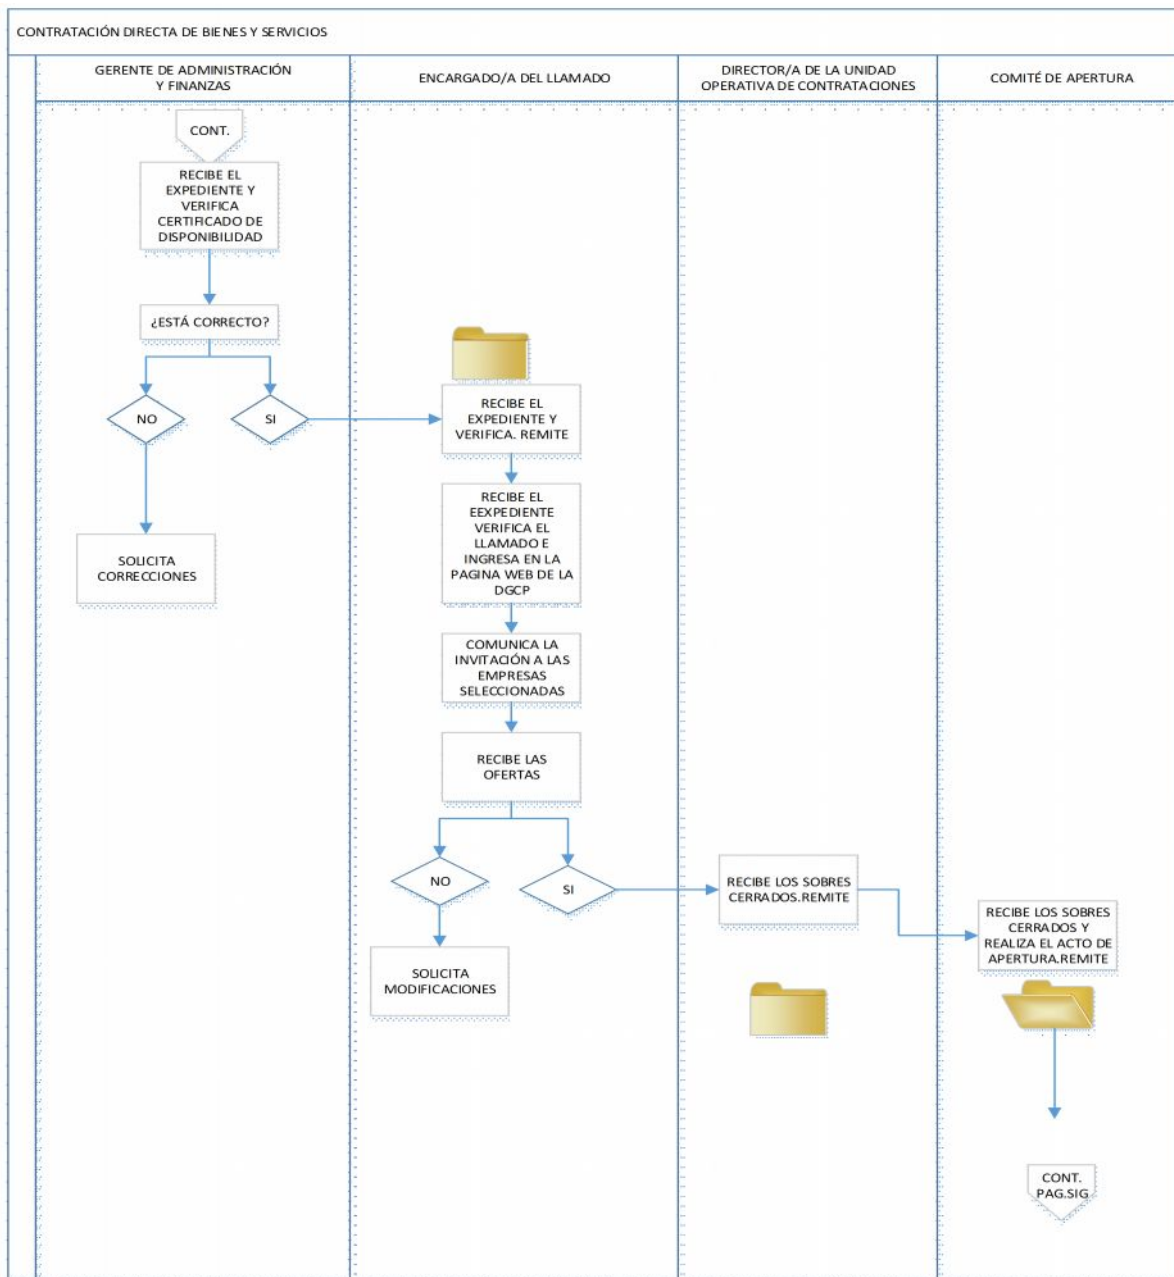 CONTRATACIÓN DIRECTA DE BIENES Y SERVICIOS
GERENTE DE ADMINISTRACIÓN
Y FINANZAS
ENCARGADO/A DEL LLAMADO
DIRECTOR/A DE LA UNIDAD
OPERATIVA DE CONTRATACIONES
COMITÉ DE APERTURA
CONT.
RECIBE EL
EXPEDIENTE Y
VERIFICA
CERTIFICADO DE
DISPONIBILIDAD
¿ESTÁ CORRECTO?
NO
SI
SOLICITA
CORRECCIONES
RECIBE EL
EXPEDIENTE Y
VERIFICA. REMITE
RECIBE EL
EEXPEDIENTE
VERIFICA EL
LLAMADO E
INGRESA EN LA
PAGINA WEB DE LA
DGCP
COMUNICA LA
INVITACIÓN A LAS
EMPRESAS
SELECCIONADAS
RECIBE LAS
OFERTAS
NO
SI
SOLICITA
MODIFICACIONES
RECIBE LOS SOBRES
CERRADOS.REMITE
RECIBE LOS SOBRES
CERRADOS Y
REALIZA EL ACTO DE
APERTURA.REMITE
CONT.
PAG.SIG